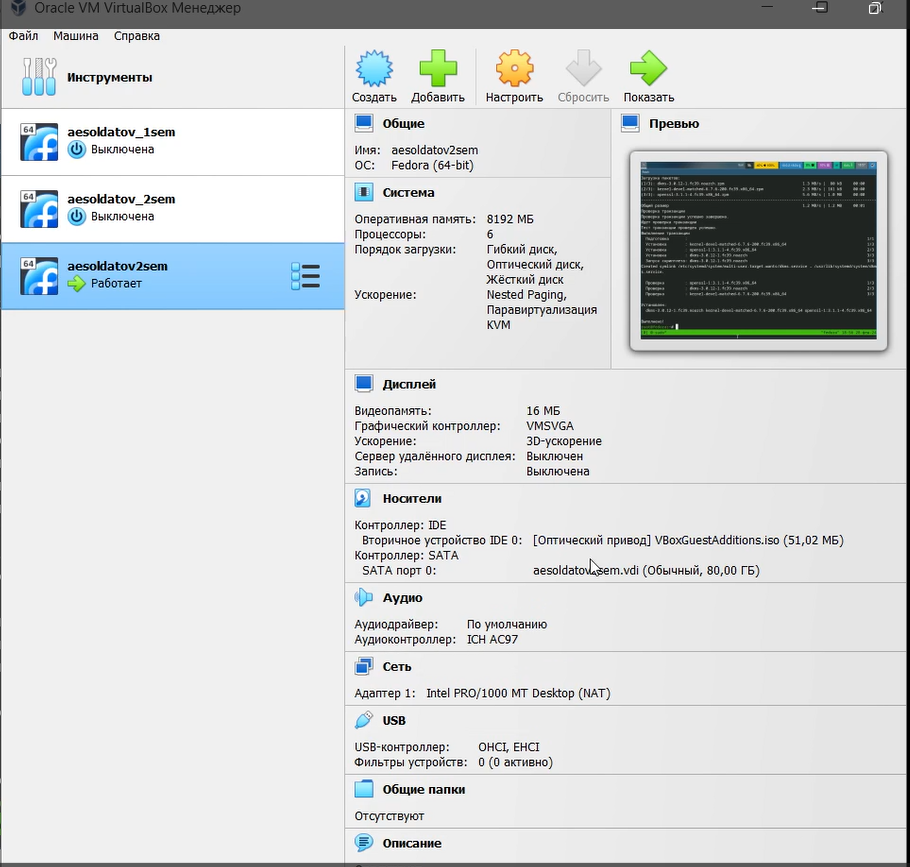 Oracle VM VirtualBox Менеджер
Файл Машина Справка
Инструменты
Создать Добавить Настроить Сбросить Показать
64 aesoldatov_1sem
Выключена
64 aesoldatov_2sem
Выключена
64 aesoldatov2sem
Работает
Общие
Имя: aesoldatov2sem
ОС: Fedora (64-bit)
Система
Оперативная память: 8192 МБ
Процессоры: 6
Порядок загрузки: Гибкий диск,
Оптический диск,
Жёсткий диск
Ускорение: Nested Paging,
Паравиртуализация
KVM
Превью
Дисплей
Видеопамять: 16 МБ
Графический контроллер: VMSVGA
Ускорение: 3D-ускорение
Сервер удалённого дисплея: Выключен
Запись: Выключена
Носители
Контроллер: IDE
Вторичное устройство IDE 0: [Оптический привод] VBoxGuestAdditions.iso (51,02 МБ)
Контроллер: SATA
SATA порт 0: aesoldatov2sem.vdi (Обычный, 80,00 ГБ)
Аудио
Аудиодрайвер: По умолчанию
Аудиоконтроллер: ICH AC97
Сеть
Адаптер 1: Intel PRO/1000 MT Desktop (NAT)
USB
USB-контроллер: OHCI, EHCI
Фильтры устройств: 0 (0 активно)
Общие папки
Отсутствуют
Описание